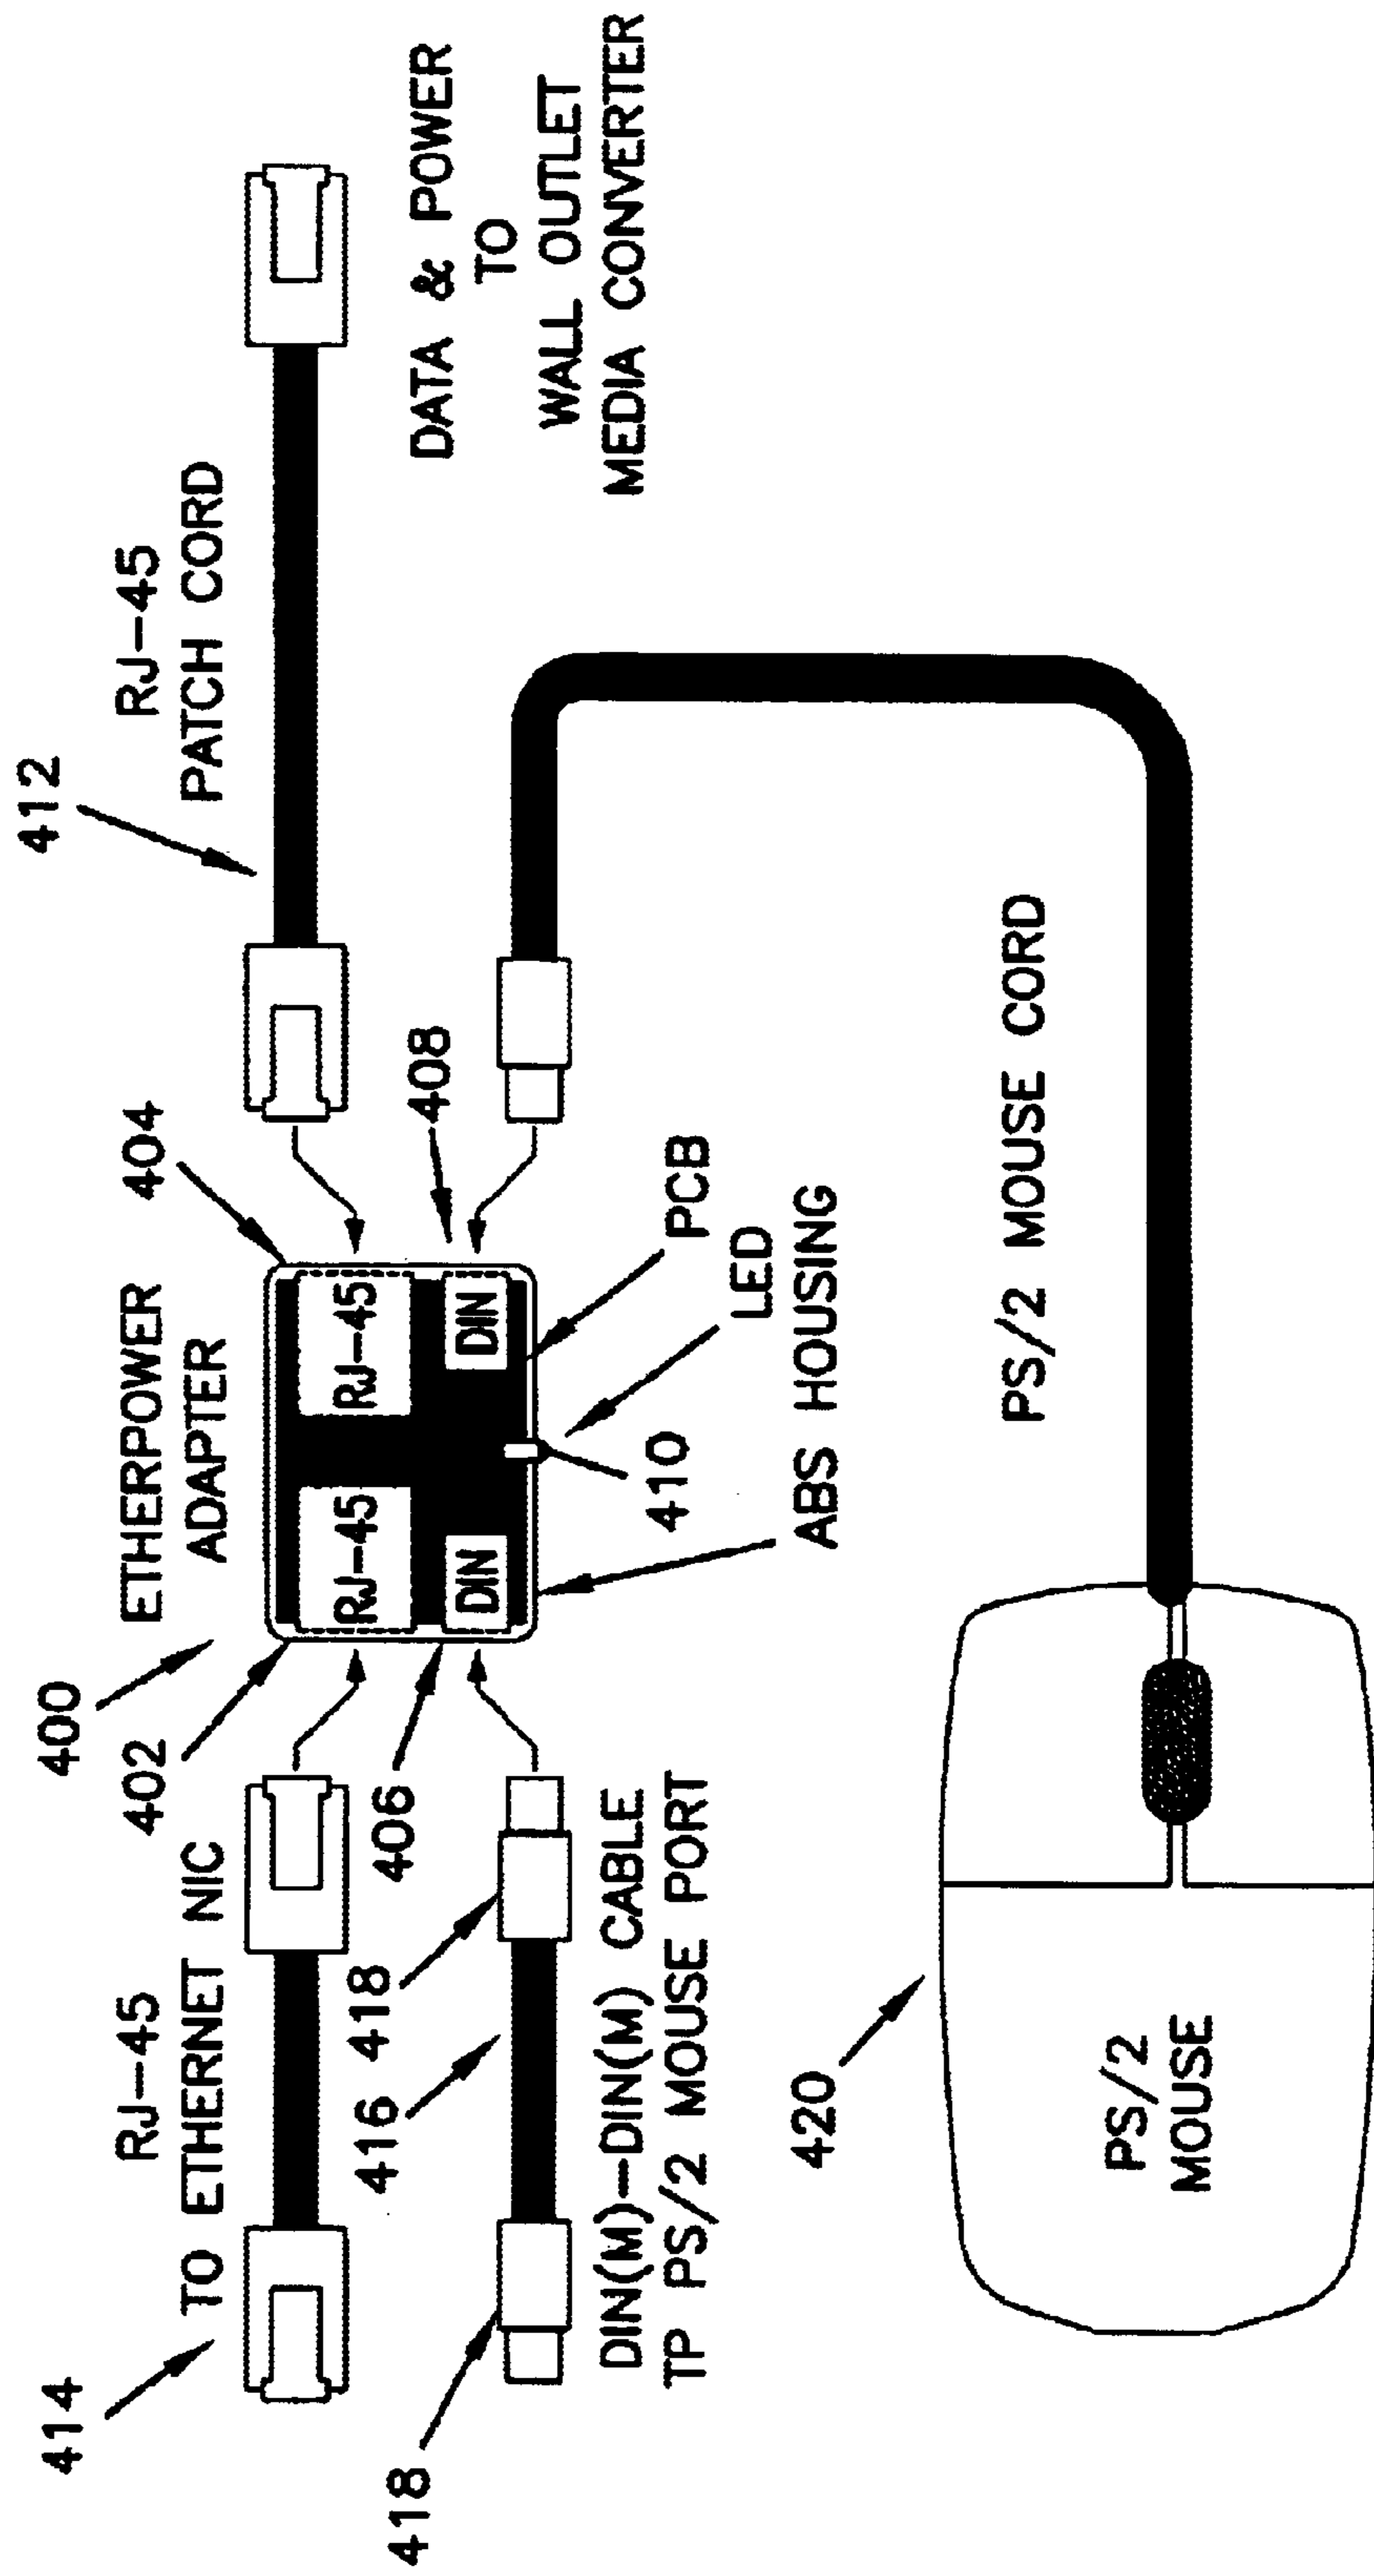 414
RJ-45
TO ETHERNET NIC
400
402
ETHERPOWER
ADAPTER
404
412
RJ-45
PATCH CORD
418
416
418
406
RJ-45
RJ-45
408
DIN
DIN
DATA & POWER
TO
WALL OUTLET
MEDIA CONVERTER
DIN(M)-DIN(M) CABLE
TP PS/2 MOUSE PORT
410
PCB
LED
ABS HOUSING
420
PS/2 MOUSE CORD
PS/2
MOUSE